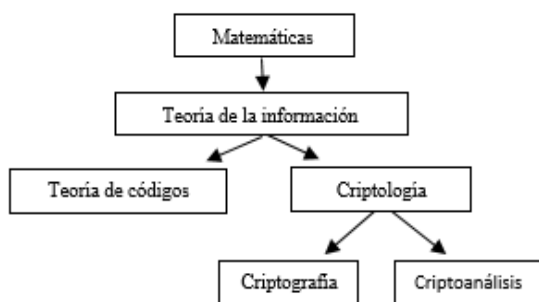 Matemáticas
Teoría de la información
Teoría de códigos
Criptología
Criptografía
Criptoanálisis